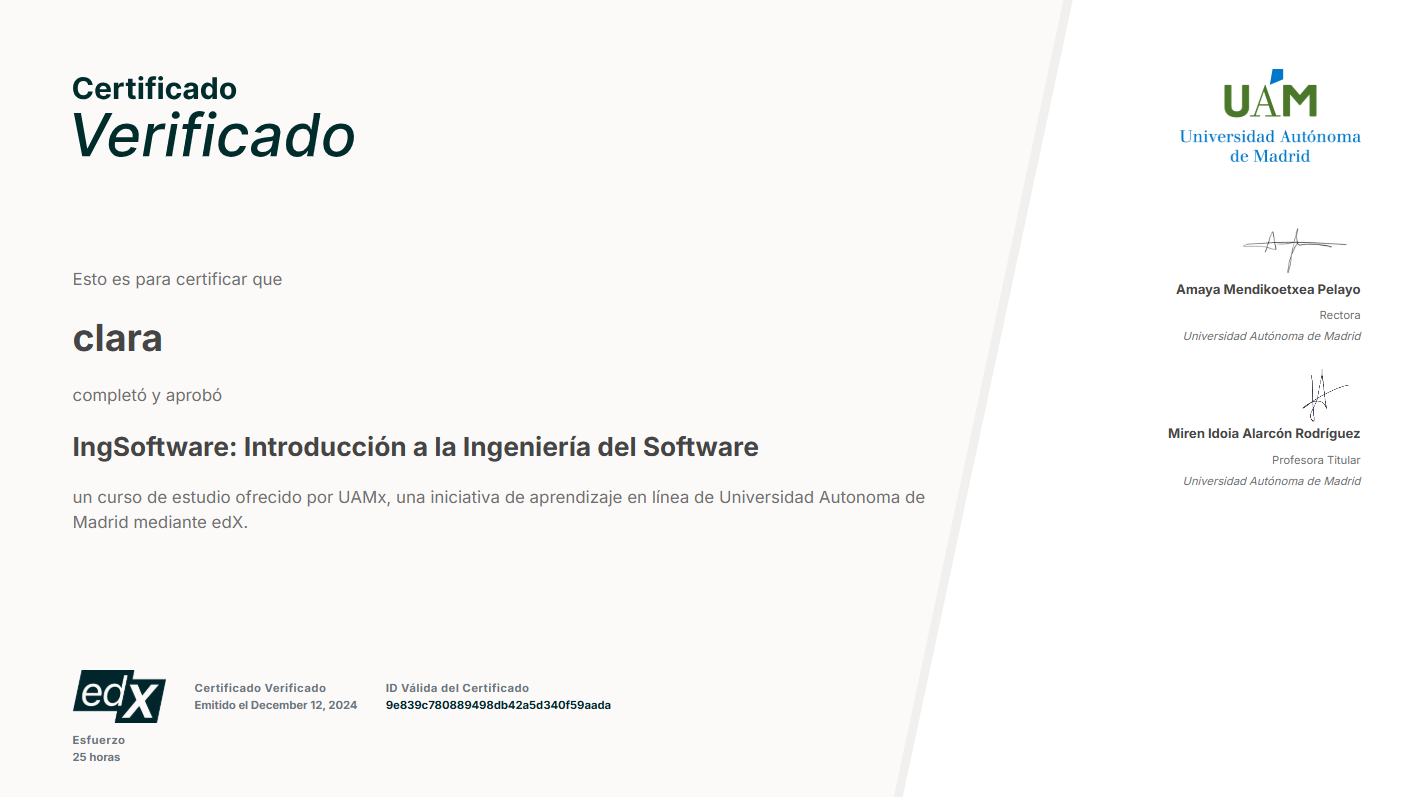 Certificado
Verificado
Esto es para certificar que
clara
completó y aprobó
IngSoftware: Introducción a la Ingeniería del Software
un curso de estudio ofrecido por UAMx, una iniciativa de aprendizaje en línea de Universidad Autonoma de
Madrid mediante edX.
edX
Certificado Verificado
Emitido el December 12, 2024
ID Válida del Certificado
9e839c780889498db42a5d340f59aada
Esfuerzo
25 horas
UAM
Universidad Autónoma
de Madrid
Amaya Mendikoetxea Pelayo
Rectora
Universidad Autónoma de Madrid
Miren Idoia Alarcón Rodríguez
Profesora Titular
Universidad Autónoma de Madrid